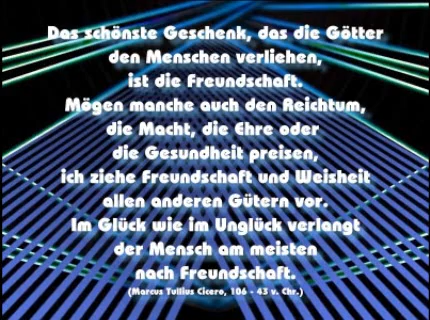 Das schönste Geschenk, das die Götter
den Menschen verliehen,
ist die Freundschaft.
Mögen manche auch den Reichtum,
die Macht, die Ehre oder
die Gesundheit preisen,
ich ziehe Freundschaft und Weisheit
allen anderen Gütern vor.
Im Glück wie im Unglück verlangt
der Mensch am meisten
nach Freundschaft.
(Marcus Tullius Cicero, 106 - 43 v. Chr.)